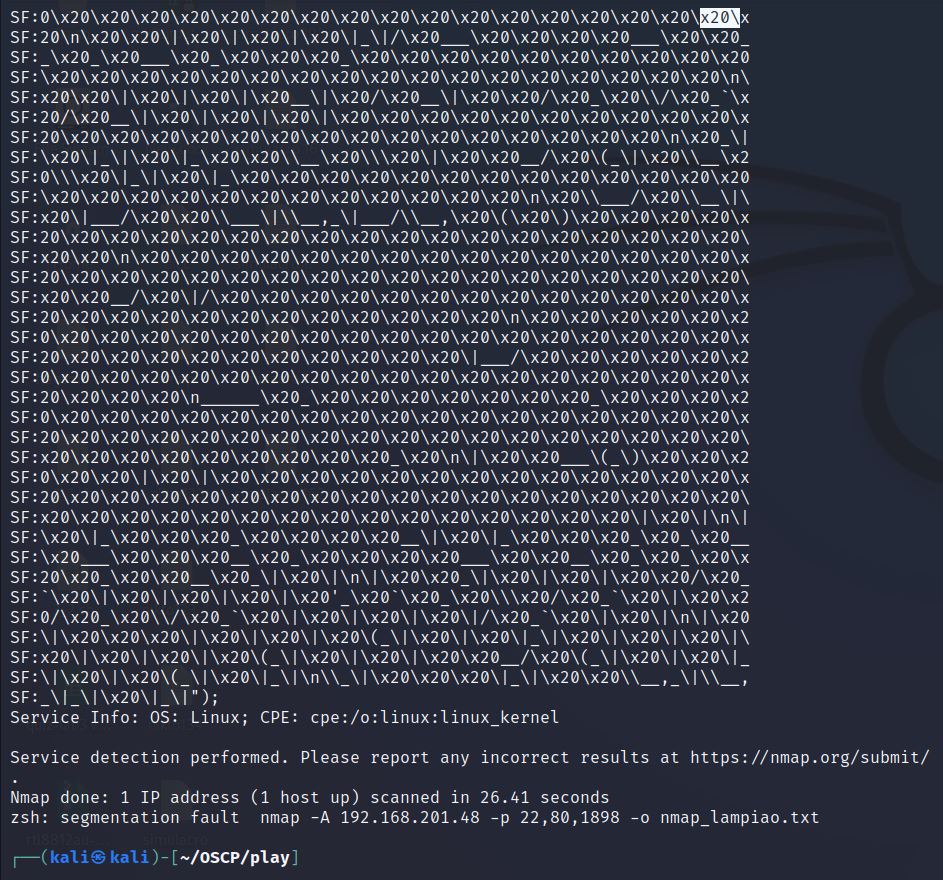 SF:0\x20\x20\x20\x20\x20\x20\x20\x20\x20\x20\x20\x20\x20\x20\x20\x20\x20\x
SF:20\n\x20\x20\|\x20\|\x20\|\x20\|_\|/\x20___\x20\x20\x20\x20___\x20\x20_
SF:_\x20_\x20___\x20_\x20\x20\x20_\x20\x20\x20\x20\x20\x20\x20\x20\x20\x20
SF:\x20\x20\x20\x20\x20\x20\x20\x20\x20\x20\x20\x20\x20\x20\x20\x20\x20\n\
SF:x20\x20\|\x20\|\x20\|\x20__\|\x20/\x20__\|\x20\x20/\x20_\x20\\/\x20_`\x
SF:20/\x20__\|\x20\|\x20\|\x20\|\x20\x20\x20\x20\x20\x20\x20\x20\x20\x20\x
SF:20\x20\x20\x20\x20\x20\x20\x20\x20\x20\x20\x20\x20\x20\x20\x20\n\x20_\|
SF:\x20\|_\|\x20\|_\x20\x20\\__\x20\\\x20\|\x20\x20__/\x20\(_\|\x20\\__\x2
SF:0\\\x20\|_\|\x20\|_\x20\x20\x20\x20\x20\x20\x20\x20\x20\x20\x20\x20\x20
SF:\x20\x20\x20\x20\x20\x20\x20\x20\x20\x20\x20\x20\n\x20\\___/\x20\\__\|\
SF:x20\|___/\x20\x20\\___\|\\__,_\|___/\\__,\x20\(\x20\)\x20\x20\x20\x20\x
SF:20\x20\x20\x20\x20\x20\x20\x20\x20\x20\x20\x20\x20\x20\x20\x20\x20\x20\
SF:x20\x20\n\x20\x20\x20\x20\x20\x20\x20\x20\x20\x20\x20\x20\x20\x20\x20\x
SF:20\x20\x20\x20\x20\x20\x20\x20\x20\x20\x20\x20\x20\x20\x20\x20\x20\x20\
SF:x20\x20__/\x20\|/\x20\x20\x20\x20\x20\x20\x20\x20\x20\x20\x20\x20\x20\x
SF:20\x20\x20\x20\x20\x20\x20\x20\x20\x20\x20\x20\n\x20\x20\x20\x20\x20\x2
SF:0\x20\x20\x20\x20\x20\x20\x20\x20\x20\x20\x20\x20\x20\x20\x20\x20\x20\x
SF:20\x20\x20\x20\x20\x20\x20\x20\x20\x20\x20\|___/\x20\x20\x20\x20\x20\x2
SF:0\x20\x20\x20\x20\x20\x20\x20\x20\x20\x20\x20\x20\x20\x20\x20\x20\x20\x
SF:20\x20\x20\x20\n______\x20_\x20\x20\x20\x20\x20\x20\x20_\x20\x20\x20\x2
SF:0\x20\x20\x20\x20\x20\x20\x20\x20\x20\x20\x20\x20\x20\x20\x20\x20\x20\x
SF:20\x20\x20\x20\x20\x20\x20\x20\x20\x20\x20\x20\x20\x20\x20\x20\x20\x20\
SF:x20\x20\x20\x20\x20\x20\x20\x20\x20_\x20\n\|\x20\x20___\(_\)\x20\x20\x2
SF:0\x20\x20\|\x20\|\x20\x20\x20\x20\x20\x20\x20\x20\x20\x20\x20\x20\x20\x
SF:20\x20\x20\x20\x20\x20\x20\x20\x20\x20\x20\x20\x20\x20\x20\x20\x20\x20\
SF:x20\x20\x20\x20\x20\x20\x20\x20\x20\x20\x20\x20\x20\x20\x20\|\x20\|\n\|
SF:\x20\|_\x20\x20\x20_\x20\x20\x20\x20__\|\x20\|_\x20\x20\x20_\x20_\x20__
SF:\x20___\x20\x20\x20__\x20_\x20\x20\x20\x20___\x20\x20__\x20_\x20_\x20\x
SF:20\x20_\x20\x20__\x20_\|\x20\|\n\|\x20\x20_\|\x20\|\x20\|\x20\x20/\x20_
SF:`\x20\|\x20\|\x20\|\x20\|\x20'_\x20`\x20_\x20\\\x20/\x20_`\x20\|\x20\x2
SF:0/\x20_\x20\\/\x20_`\x20\|\x20\|\x20\|\x20\|/\x20_`\x20\|\x20\|\n\|\x20
SF:\|\x20\x20\x20\|\x20\|\x20\|\x20\(_\|\x20\|\x20\|_\|\x20\|\x20\|\x20\|\
SF:x20\|\x20\|\x20\|\x20\(_\|\x20\|\x20\|\x20\x20__/\x20\(_\|\x20\|\x20\|_
SF:\|\x20\|\x20\(_\|\x20\|_\|\n\\_\|\x20\x20\x20\|_\|\x20\x20\\__,_\|\\__,
SF:_\|_\|\x20\|_\|");
Service Info: OS: Linux; CPE: cpe:/o:linux:linux_kernel
Service detection performed. Please report any incorrect results at https://nmap.org/submit/
.
Nmap done: 1 IP address (1 host up) scanned in 26.41 seconds
zsh: segmentation fault  nmap -A 192.168.201.48 -p 22,80,1898 -o nmap_lampiao.txt
┌──(kali㉿kali)-[~/OSCP/play]